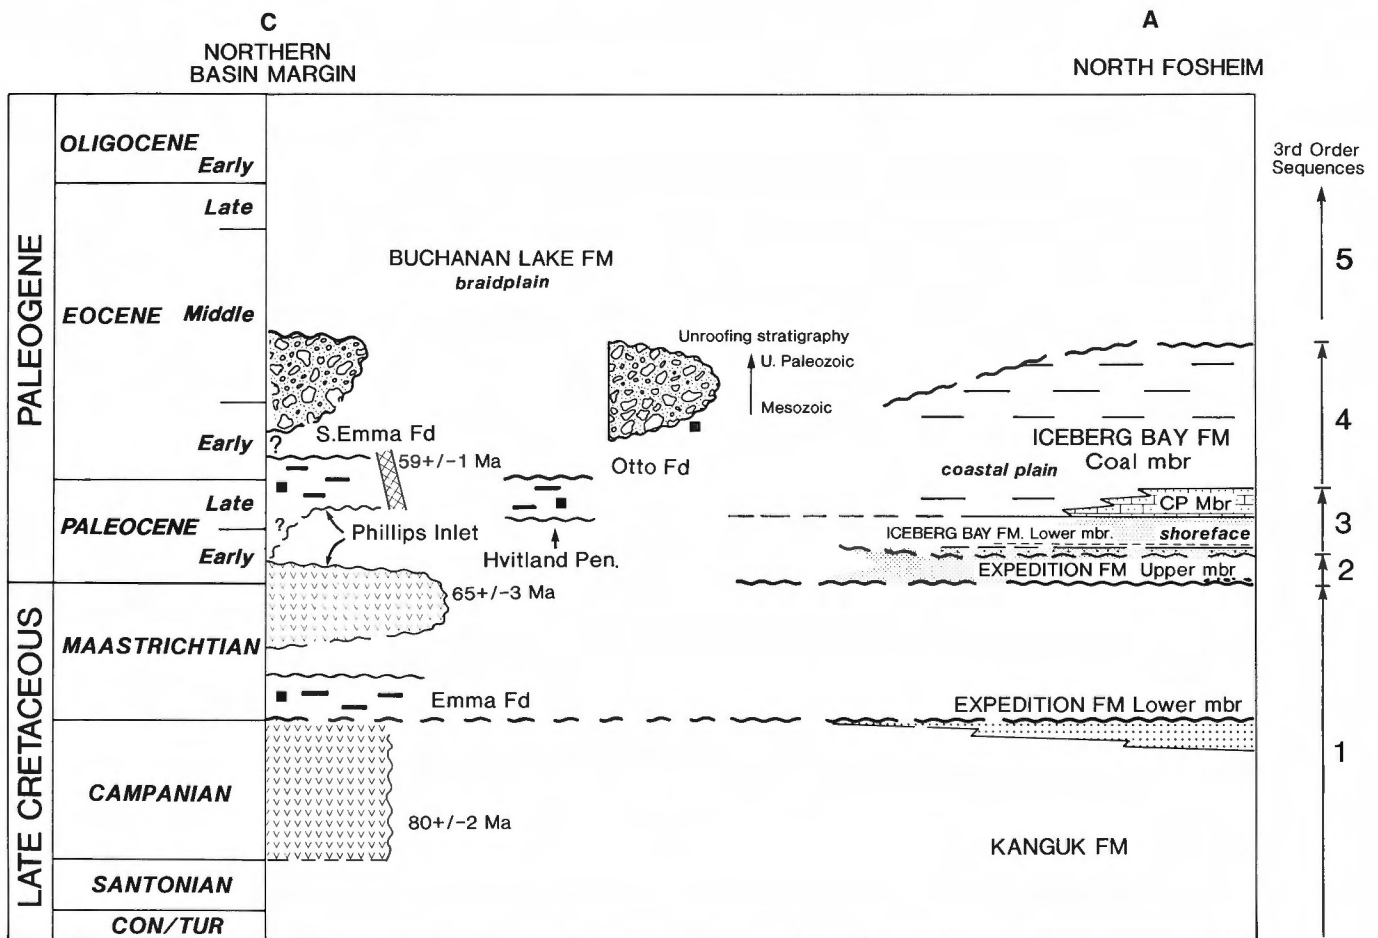 C
NORTHERN
BASIN MARGIN
A
NORTH FOSHEIM
3rd Order
Sequences
PALEOGENE
LATE CRETACEOUS
OLIGOCENE
Early
Late
EOCENE Middle
Early
Late
PALEOCENE
Early
MAASTRICHTIAN
CAMPANIAN
SANTONIAN
CON/TUR
BUCHANAN LAKE FM
braidplain
Unroofing stratigraphy
U. Paleozoic
Mesozoic
?
S.Emma Fd
59+/-1 Ma
Otto Fd
?
Phillips Inlet
Hvitland Pen.
65+/-3 Ma
Emma Fd
80+/-2 Ma
ICEBERG BAY FM
Coal mbr
coastal plain
CP Mbr
ICEBERG BAY FM. Lower mbr. shoreface
EXPEDITION FM Upper mbr
EXPEDITION FM Lower mbr
KANGUK FM
5
4
3
2
1